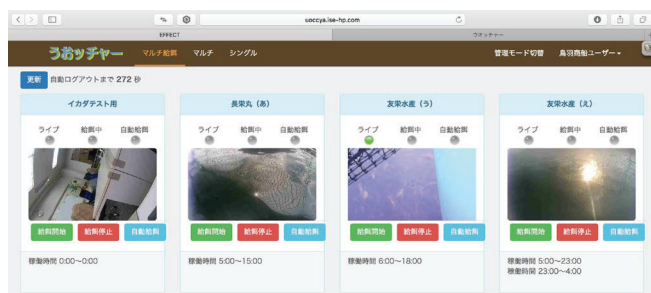 uoccya.ise-hp.com
EFFECT
ウオッチャー
うおッチャー マルチ給餌 マルチ シングル 管理モード切替 鳥羽商船ユーザー
更新 自動ログアウトまで 272 秒
イカダテスト用 長栄丸（あ） 友栄水産（う） 友栄水産（え）
ライブ 給餌中 自動給餌 ライブ 給餌中 自動給餌 ライブ 給餌中 自動給餌 ライブ 給餌中 自動給餌
給餌開始 給餌停止 自動給餌 給餌開始 給餌停止 自動給餌 給餌開始 給餌停止 自動給餌 給餌開始 給餌停止 自動給餌
稼働時間 0:00～0:00 稼働時間 5:00～15:00 稼働時間 6:00～18:00 稼働時間 5:00～23:00
稼働時間 23:00～4:00